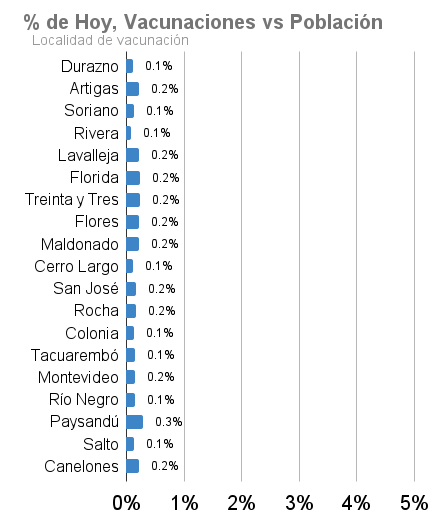 % de Hoy, Vacunaciones vs Población
Localidad de vacunación
Durazno 0.1%
Artigas 0.2%
Soriano 0.1%
Rivera 0.1%
Lavalleja 0.2%
Florida 0.2%
Treinta y Tres 0.2%
Flores 0.2%
Maldonado 0.2%
Cerro Largo 0.1%
San José 0.2%
Rocha 0.2%
Colonia 0.1%
Tacuarembó 0.1%
Montevideo 0.2%
Río Negro 0.1%
Paysandú 0.3%
Salto 0.1%
Canelones 0.2%
0% 1% 2% 3% 4% 5%